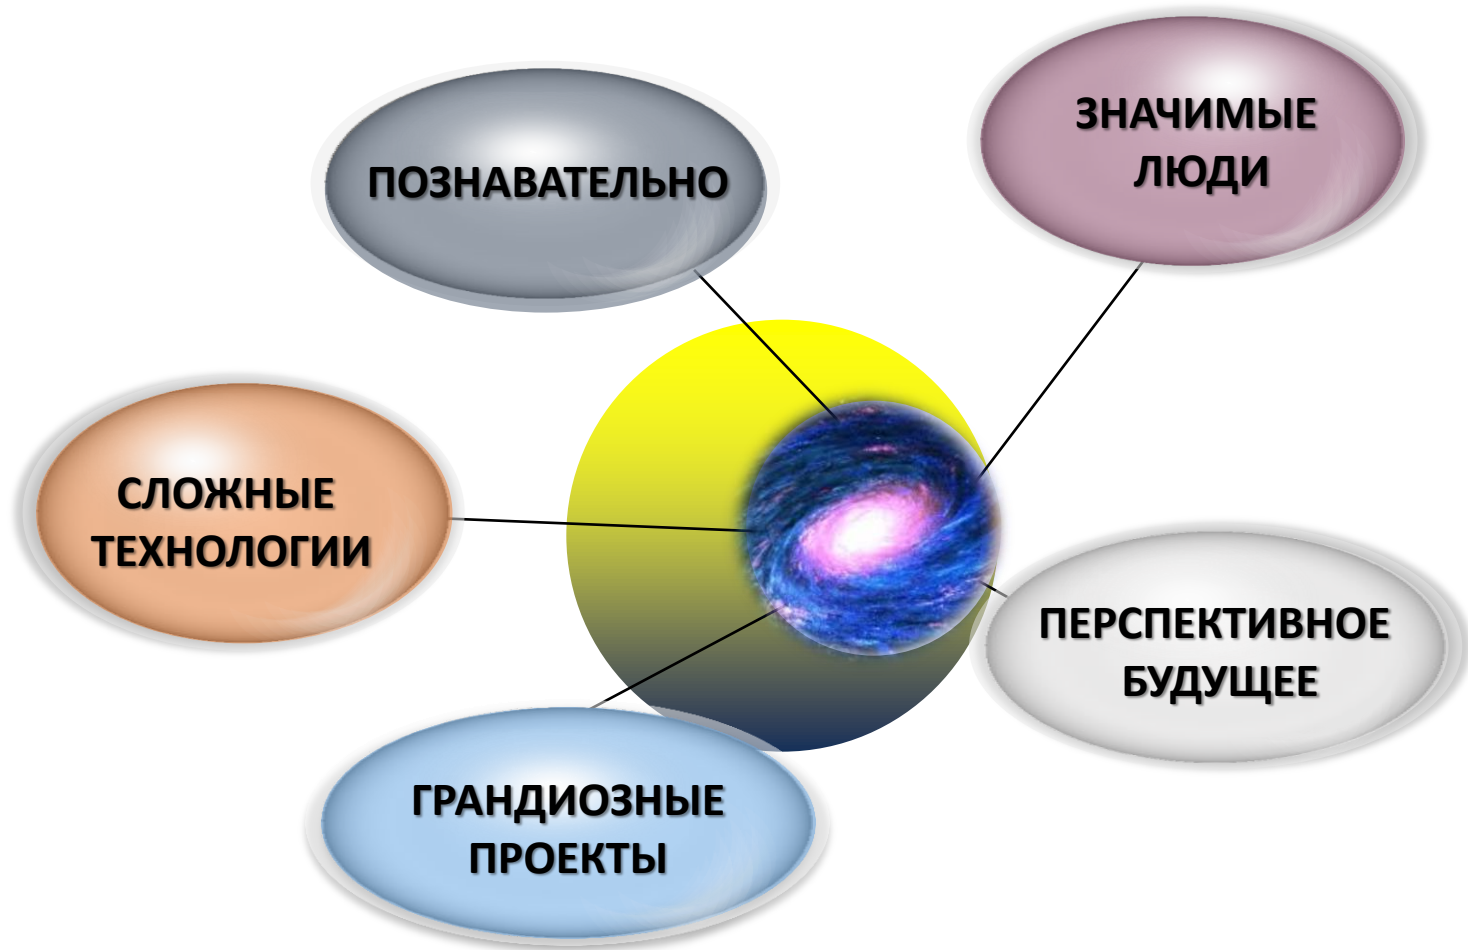 ПОЗНАВАТЕЛЬНО
ЗНАЧИМЫЕ
ЛЮДИ
СЛОЖНЫЕ
ТЕХНОЛОГИИ
ПЕРСПЕКТИВНОЕ
БУДУЩЕЕ
ГРАНДИОЗНЫЕ
ПРОЕКТЫ